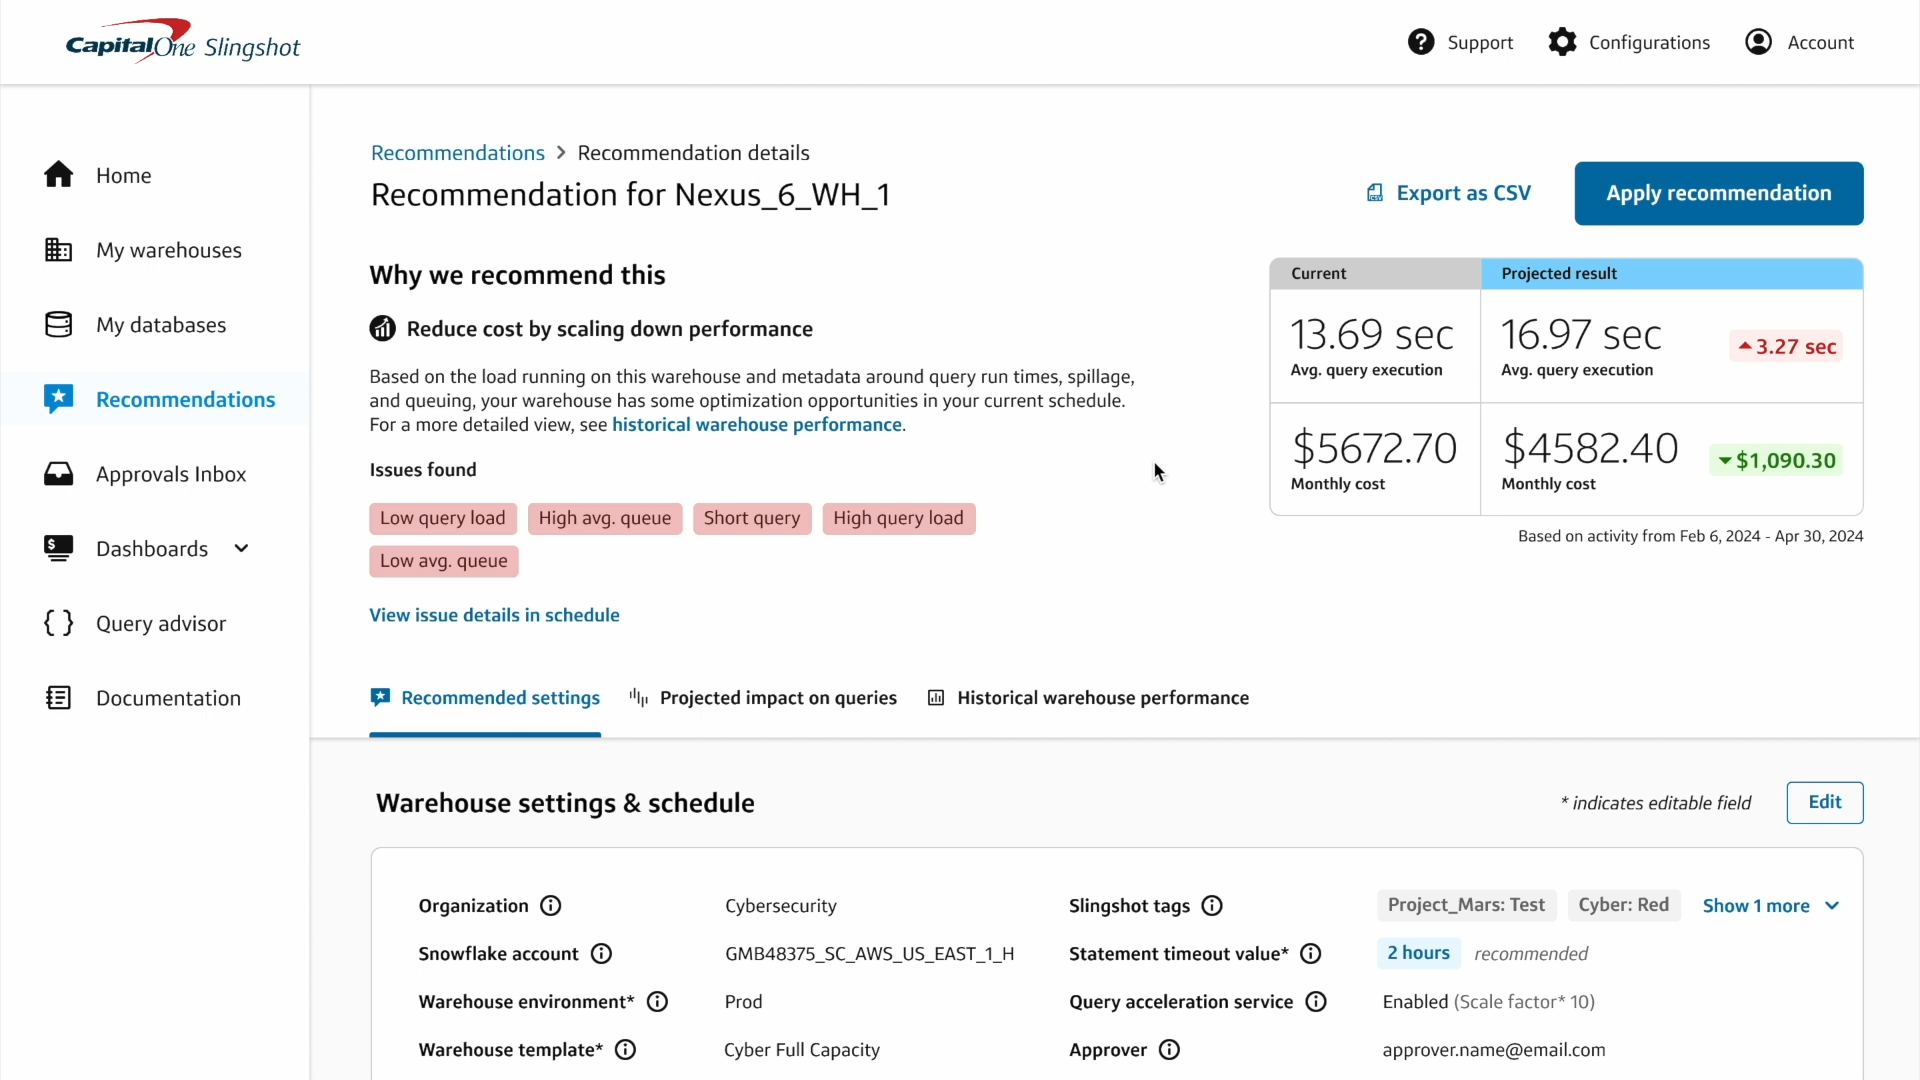 CapitalOne Slingshot
Support
Configurations
Account
Home
My warehouses
My databases
Recommendations
Approvals Inbox
Dashboards
Query advisor
Documentation
Recommendations > Recommendation details
Recommendation for Nexus_6_WH_1
Export as CSV
Apply recommendation
Why we recommend this
Reduce cost by scaling down performance
Based on the load running on this warehouse and metadata around query run times, spillage,
and queuing, your warehouse has some optimization opportunities in your current schedule.
For a more detailed view, see historical warehouse performance.
Issues found
Low query load
High avg. queue
Short query
High query load
Low avg. queue
View issue details in schedule
Current
Projected result
13.69 sec
Avg. query execution
16.97 sec
Avg. query execution
3.27 sec
$5672.70
Monthly cost
$4582.40
Monthly cost
$1,090.30
Based on activity from Feb 6, 2024 - Apr 30, 2024
Recommended settings
Projected impact on queries
Historical warehouse performance
Warehouse settings & schedule
* indicates editable field
Edit
Organization
Cybersecurity
Slingshot tags
Project_Mars: Test
Cyber: Red
Show 1 more
Snowflake account
GMB48375_SC_AWS_US_EAST_1_H
Statement timeout value*
2 hours
recommended
Warehouse environment*
Prod
Query acceleration service
Enabled (Scale factor* 10)
Warehouse template*
Cyber Full Capacity
Approver
approver.name@email.com